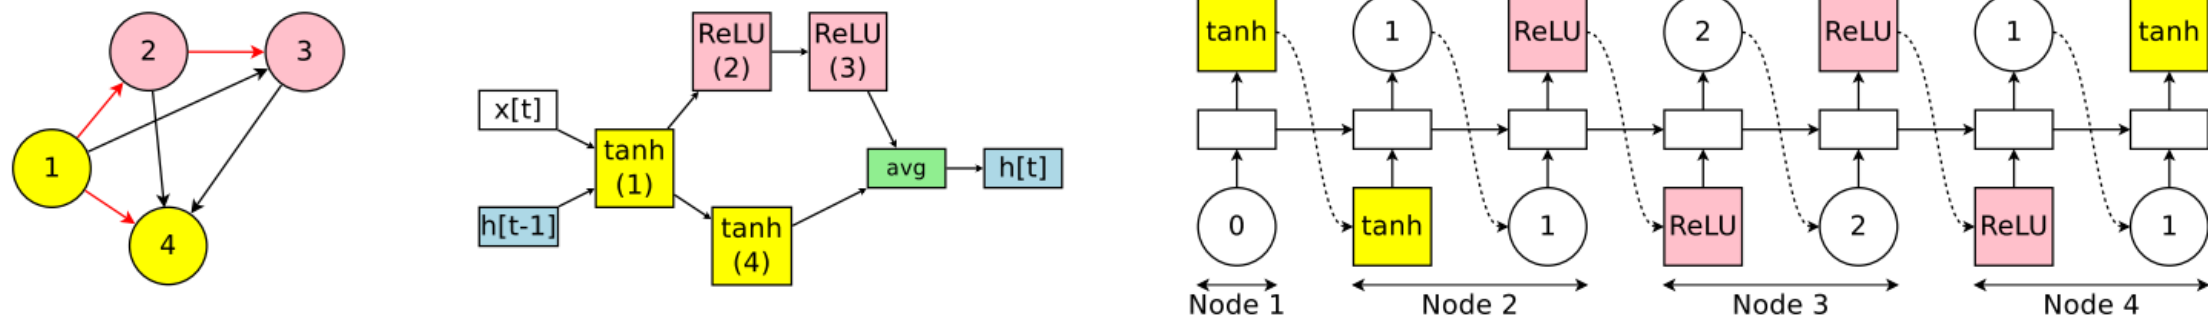 2
3
1
4
x[t]
h[t-1]
tanh
(1)
ReLU
(2)
ReLU
(3)
tanh
(4)
avg
h[t]
tanh
1
ReLU
2
ReLU
1
tanh
0
tanh
1
ReLU
2
ReLU
1
Node 1
Node 2
Node 3
Node 4